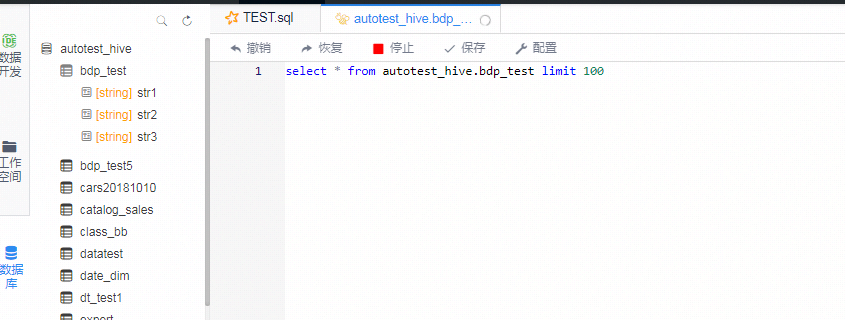 数据
开发
工作
空间
数据
库
autotest_hive
bdp_test
[string] str1
[string] str2
[string] str3
bdp_test5
cars20181010
catalog_sales
class_bb
datatest
date_dim
dt_test1
export
TEST.sql
autotest_hive.bdp_...
撤销 恢复 停止 保存 配置
1 select * from autotest_hive.bdp_test limit 100